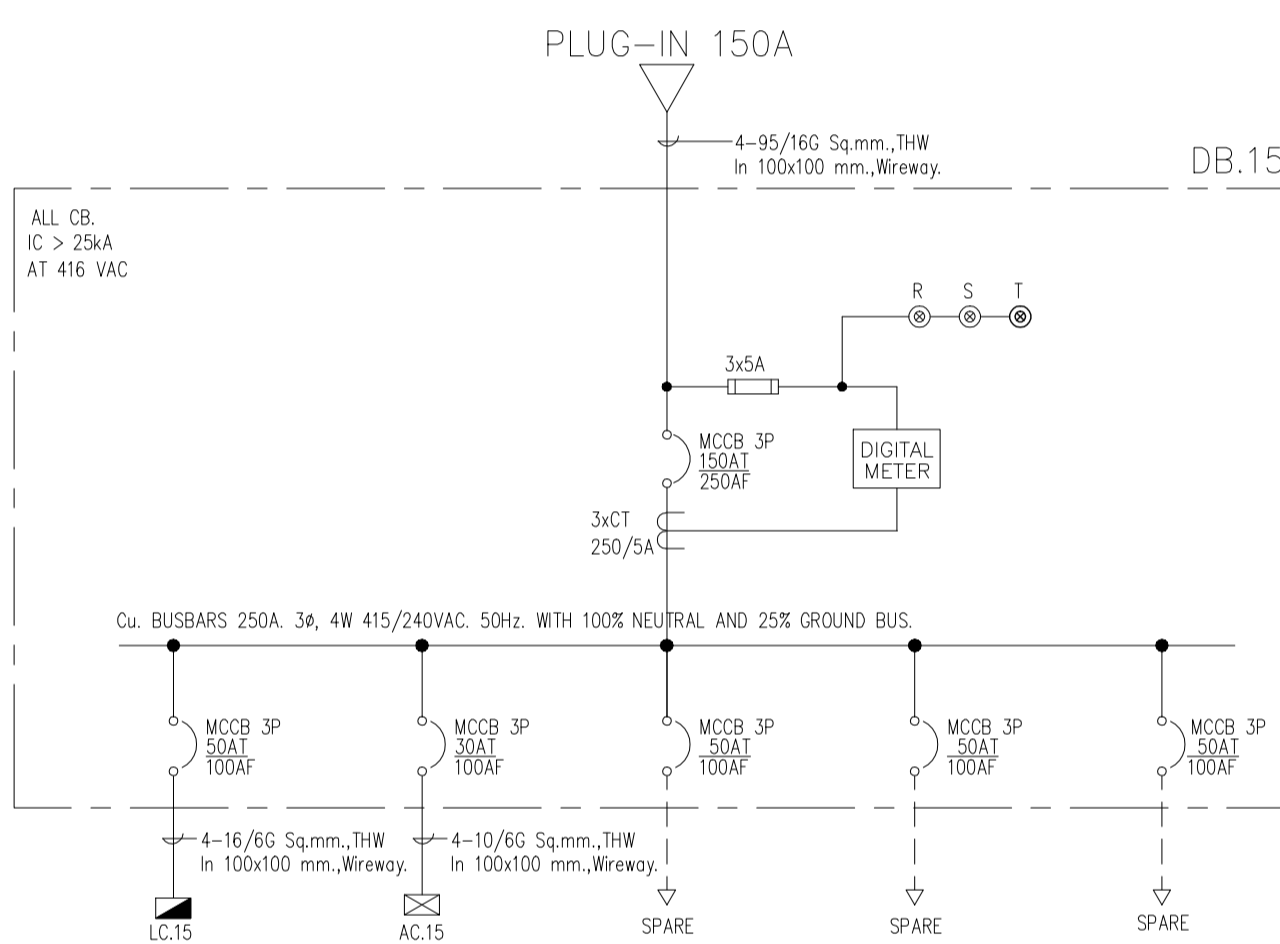 PLUG-IN 150A
4-95/16G Sq.mm.,THW
In 100x100 mm.,Wireway.
DB.15
ALL CB.
IC > 25kA
AT 416 VAC
R S T
3x5A
MCCB 3P
150AT
250AF
DIGITAL
METER
3xCT
250/5A
Cu. BUSBARS 250A. 3ø, 4W 415/240VAC. 50Hz. WITH 100% NEUTRAL AND 25% GROUND BUS.
MCCB 3P
50AT
100AF
MCCB 3P
30AT
100AF
MCCB 3P
50AT
100AF
MCCB 3P
50AT
100AF
MCCB 3P
50AT
100AF
4-16/6G Sq.mm.,THW
In 100x100 mm.,Wireway.
4-10/6G Sq.mm.,THW
In 100x100 mm.,Wireway.
LC.15
AC.15
SPARE
SPARE
SPARE